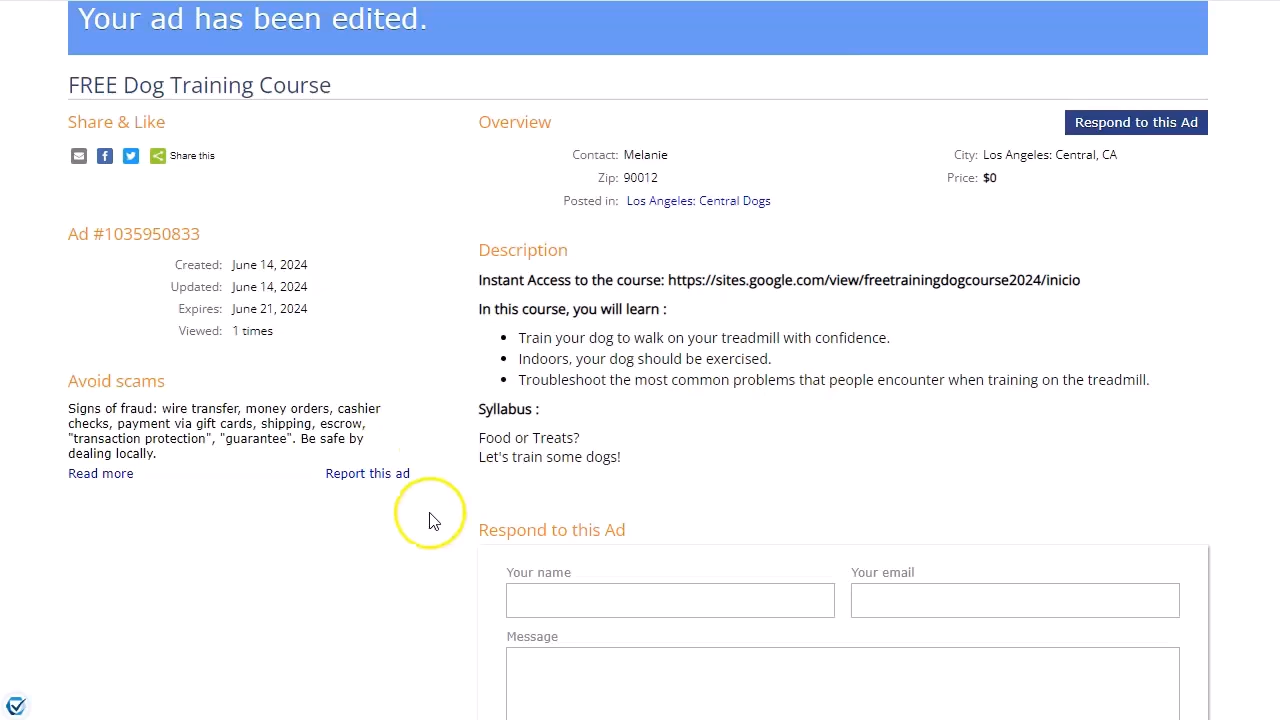 Your ad has been edited.
FREE Dog Training Course
Share & Like
Share this
Ad #1035950833
Created: June 14, 2024
Updated: June 14, 2024
Expires: June 21, 2024
Viewed: 1 times
Avoid scams
Signs of fraud: wire transfer, money orders, cashier
checks, payment via gift cards, shipping, escrow,
"transaction protection", "guarantee". Be safe by
dealing locally.
Read more Report this ad
Overview
Respond to this Ad
Contact: Melanie
Zip: 90012
Posted in: Los Angeles: Central Dogs
City: Los Angeles: Central, CA
Price: $0
Description
Instant Access to the course: https://sites.google.com/view/freetrainingdogcourse2024/inicio
In this course, you will learn :
• Train your dog to walk on your treadmill with confidence.
• Indoors, your dog should be exercised.
• Troubleshoot the most common problems that people encounter when training on the treadmill.
Syllabus :
Food or Treats?
Let's train some dogs!
Respond to this Ad
Your name
Your email
Message